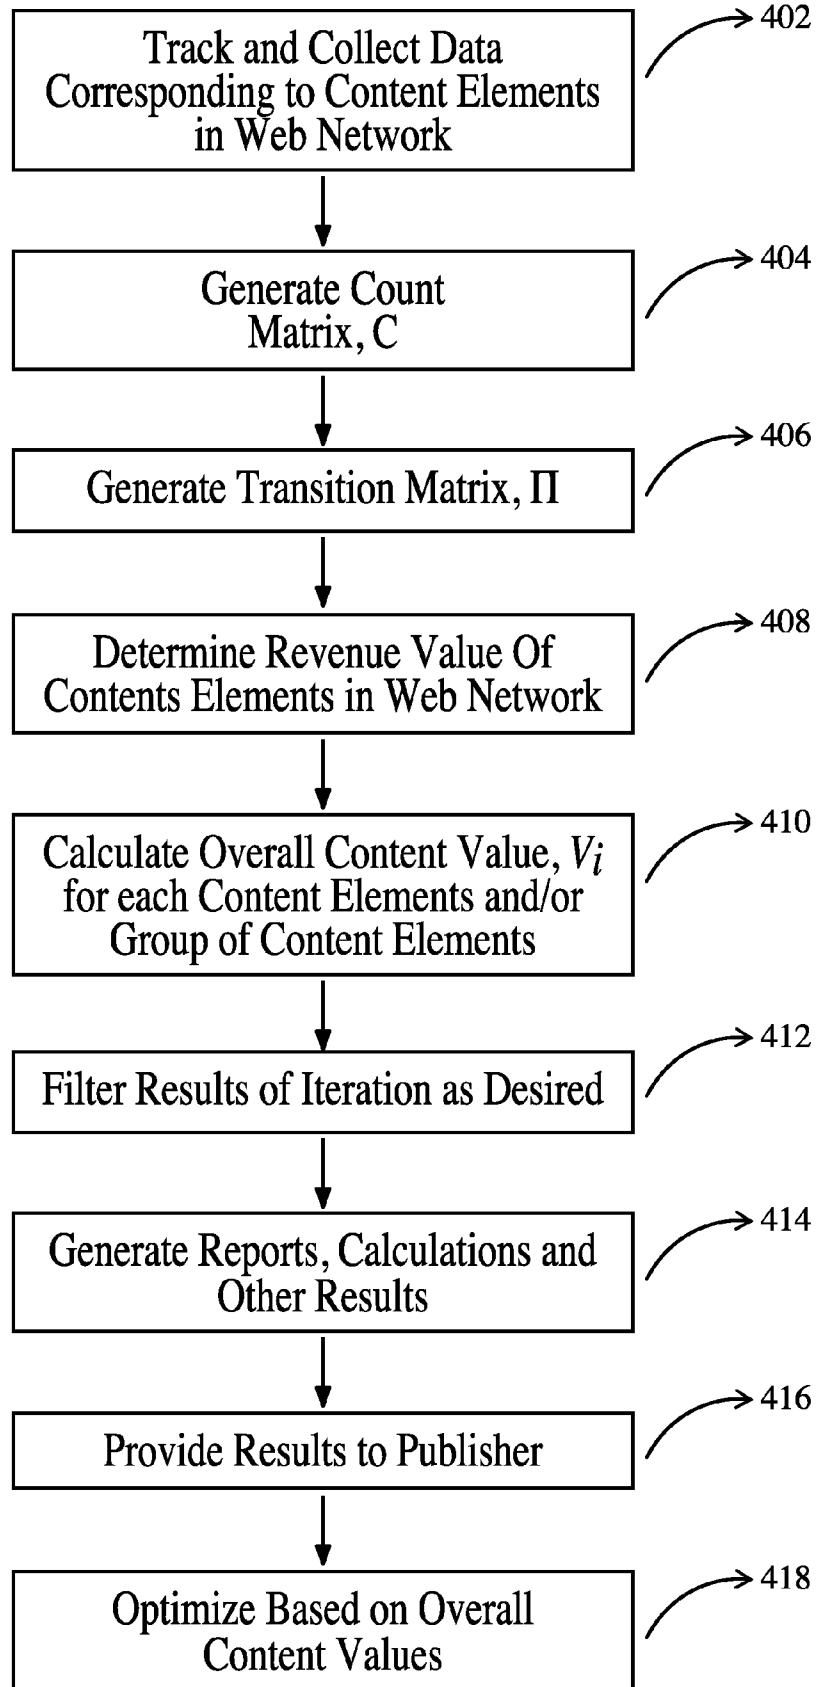 402
Track and Collect Data
Corresponding to Content Elements
in Web Network
404
Generate Count
Matrix, C
406
Generate Transition Matrix, Π
408
Determine Revenue Value Of
Contents Elements in Web Network
410
Calculate Overall Content Value, Vi
for each Content Elements and/or
Group of Content Elements
412
Filter Results of Iteration as Desired
414
Generate Reports, Calculations and
Other Results
416
Provide Results to Publisher
418
Optimize Based on Overall
Content Values